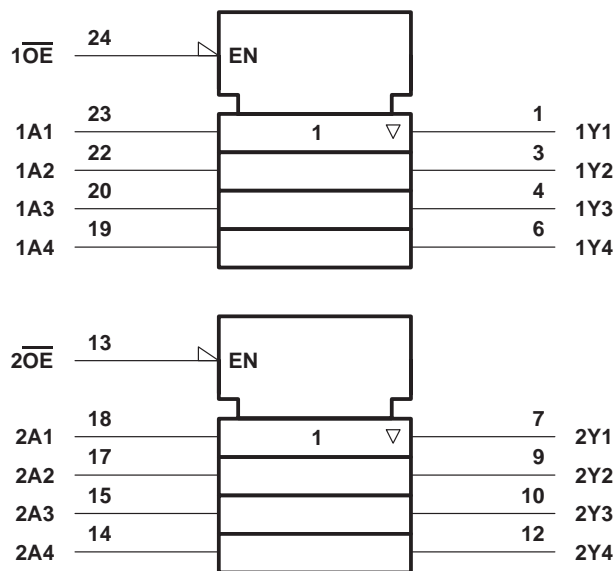 1O̅E̅ 24 EN
1A1 23 1 ▽ 1 1Y1
1A2 22 3 1Y2
1A3 20 4 1Y3
1A4 19 6 1Y4
2O̅E̅ 13 EN
2A1 18 1 ▽ 7 2Y1
2A2 17 9 2Y2
2A3 15 10 2Y3
2A4 14 12 2Y4